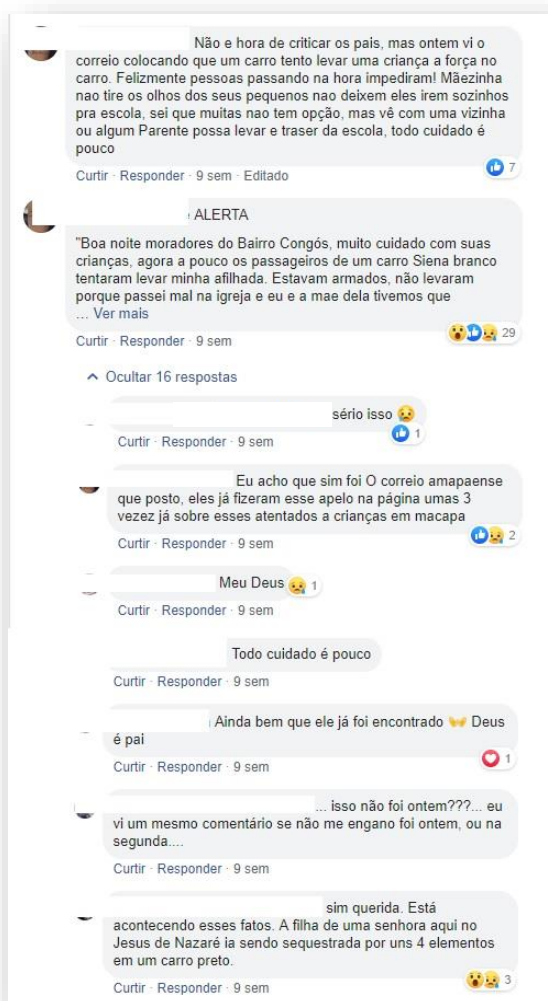 Não e hora de criticar os pais, mas ontem vi o
correio colocando que um carro tento levar uma criança a força no
carro. Felizmente pessoas passando na hora impediram! Mãezinha
nao tire os olhos dos seus pequenos nao deixem eles irem sozinhos
pra escola, sei que muitas nao tem opção, mas vê com uma vizinha
ou algum Parente possa levar e traser da escola, todo cuidado é
pouco
7
Curtir · Responder · 9 sem · Editado
ALERTA
"Boa noite moradores do Bairro Congós, muito cuidado com suas
crianças, agora a pouco os passageiros de um carro Siena branco
tentaram levar minha afilhada. Estavam armados, não levaram
porque passei mal na igreja e eu e a mae dela tivemos que
... Ver mais
29
Curtir · Responder · 9 sem
Ocultar 16 respostas
sério isso 😢
1
Curtir · Responder · 9 sem
Eu acho que sim foi O correio amapaense
que posto, eles já fizeram esse apelo na página umas 3
vezez já sobre esses atentados a crianças em macapa
2
Curtir · Responder · 9 sem
Meu Deus
1
Curtir · Responder · 9 sem
Todo cuidado é pouco
Curtir · Responder · 9 sem
Ainda bem que ele já foi encontrado 👐 Deus
é pai
1
Curtir · Responder · 9 sem
... isso não foi ontem???... eu
vi um mesmo comentário se não me engano foi ontem, ou na
segunda....
Curtir · Responder · 9 sem
sim querida. Está
acontecendo esses fatos. A filha de uma senhora aqui no
Jesus de Nazaré ia sendo sequestrada por uns 4 elementos
em um carro preto.
3
Curtir · Responder · 9 sem